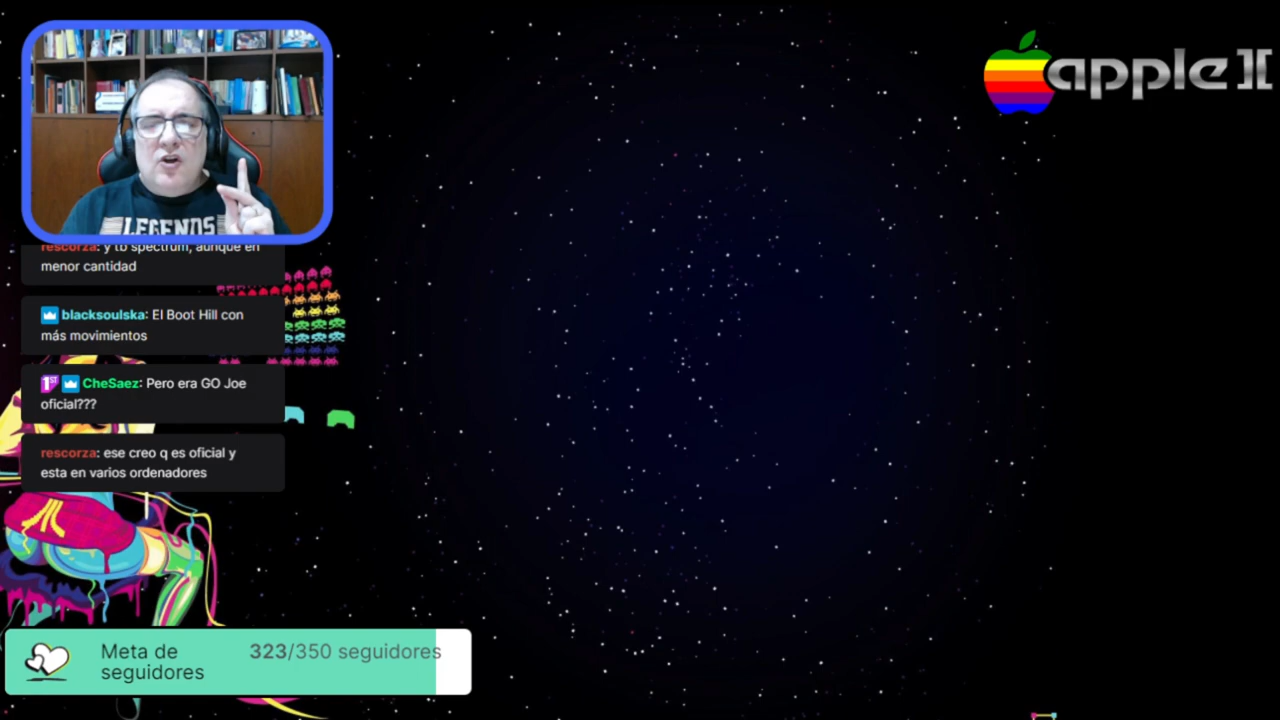 apple ][
LEGENDS
rescorza: y tb spectrum, aunque en
menor cantidad
blacksoulska: El Boot Hill con
más movimientos
1ST CheSaez: Pero era GO Joe
oficial???
rescorza: ese creo q es oficial y
esta en varios ordenadores
Meta de
seguidores
323/350 seguidores